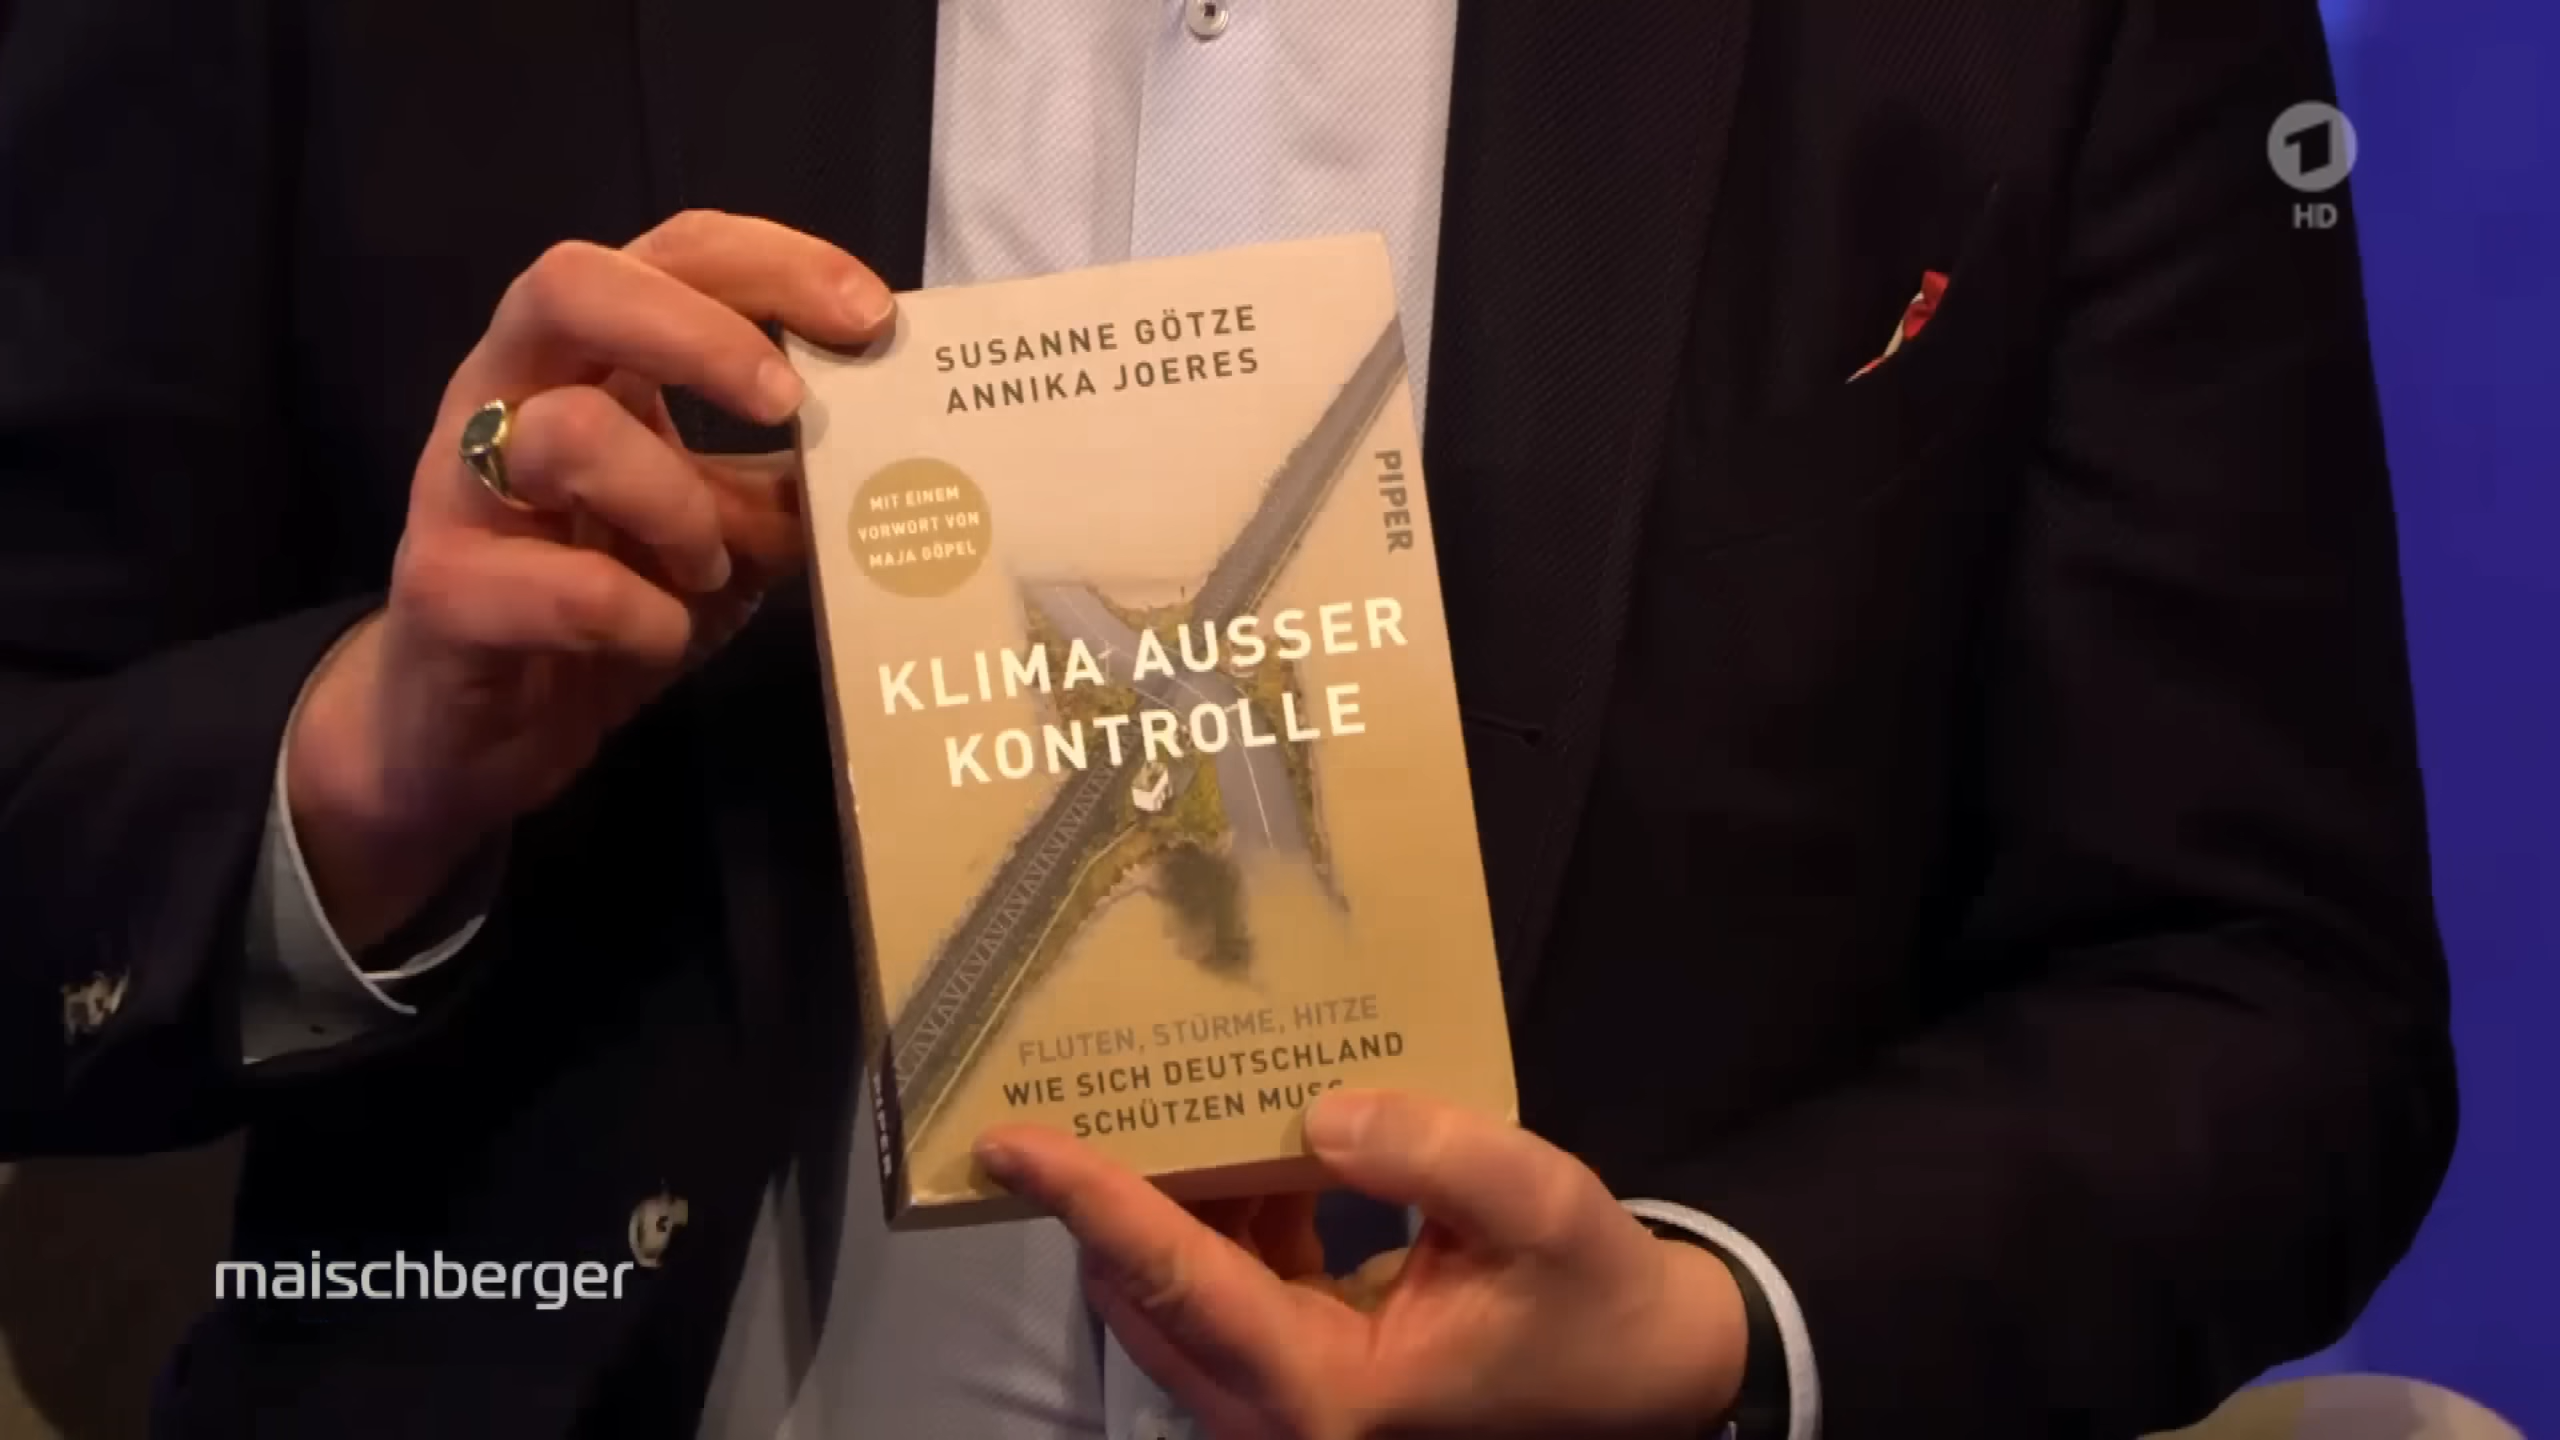 HD
SUSANNE GÖTZE
ANNIKA JOERES
MIT EINEM
VORWORT VON
MAJA GÖPEL
PIPER
KLIMA AUSSER
KONTROLLE
FLUTEN, STÜRME, HITZE
WIE SICH DEUTSCHLAND
SCHÜTZEN MUSS
PIPER
maischberger